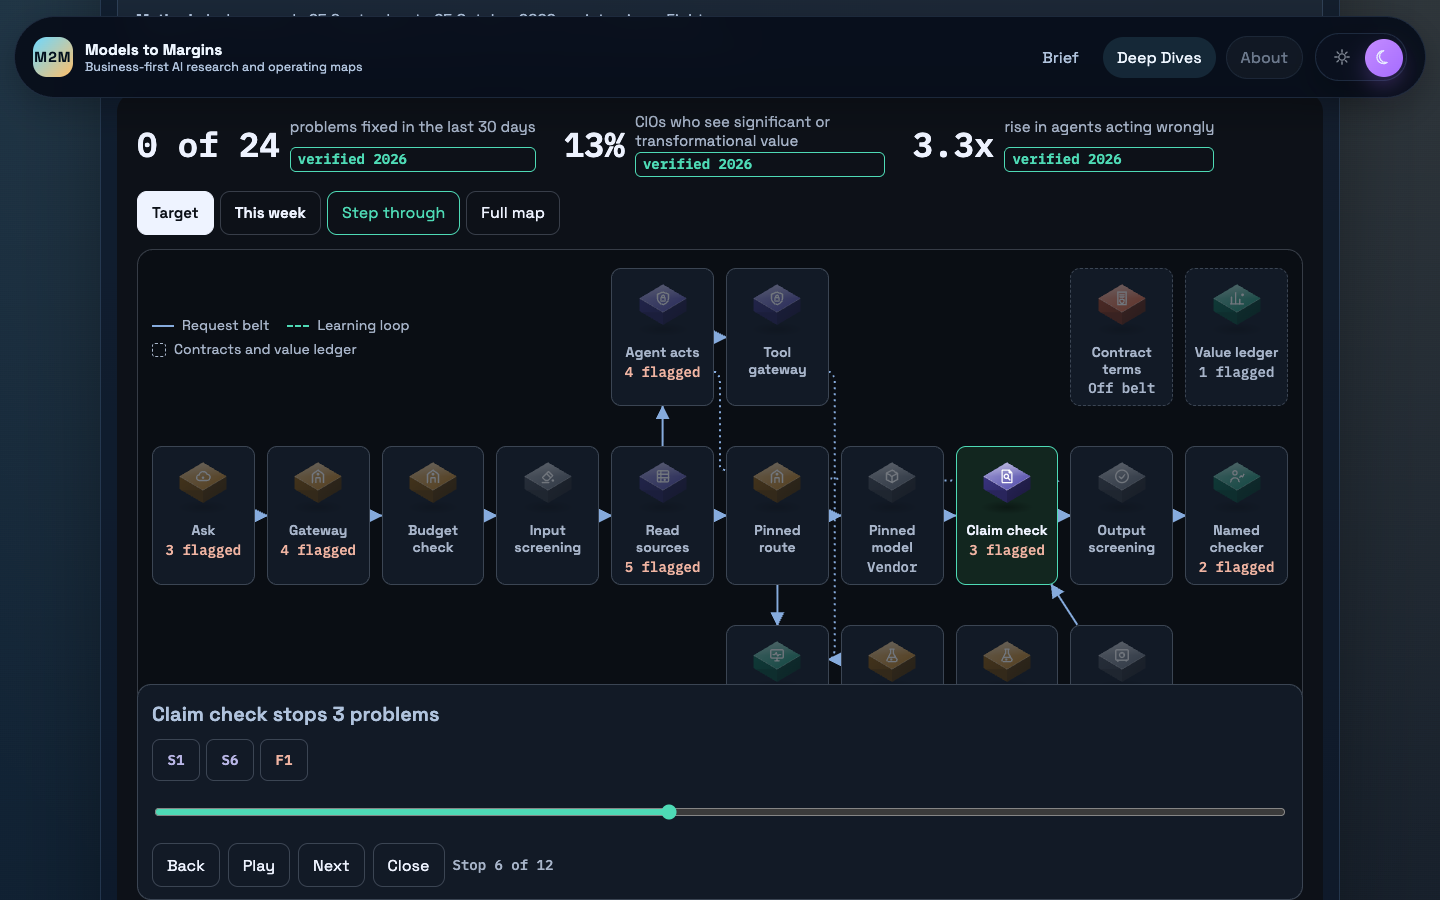 M2M
Models to Margins
Business-first AI research and operating maps
Brief
Deep Dives
About
0 of 24
problems fixed in the last 30 days
verified 2026
13%
CIOs who see significant or
transformational value
verified 2026
3.3x
rise in agents acting wrongly
verified 2026
Target
This week
Step through
Full map
Request belt
Learning loop
Contracts and value ledger
Agent acts
4 flagged
Tool
gateway
Contract
terms
Off belt
Value ledger
1 flagged
Ask
3 flagged
Gateway
4 flagged
Budget
check
Input
screening
Read
sources
5 flagged
Pinned
route
Pinned
model
Vendor
Claim check
3 flagged
Output
screening
Named
checker
2 flagged
Claim check stops 3 problems
S1
S6
F1
Back
Play
Next
Close
Stop 6 of 12